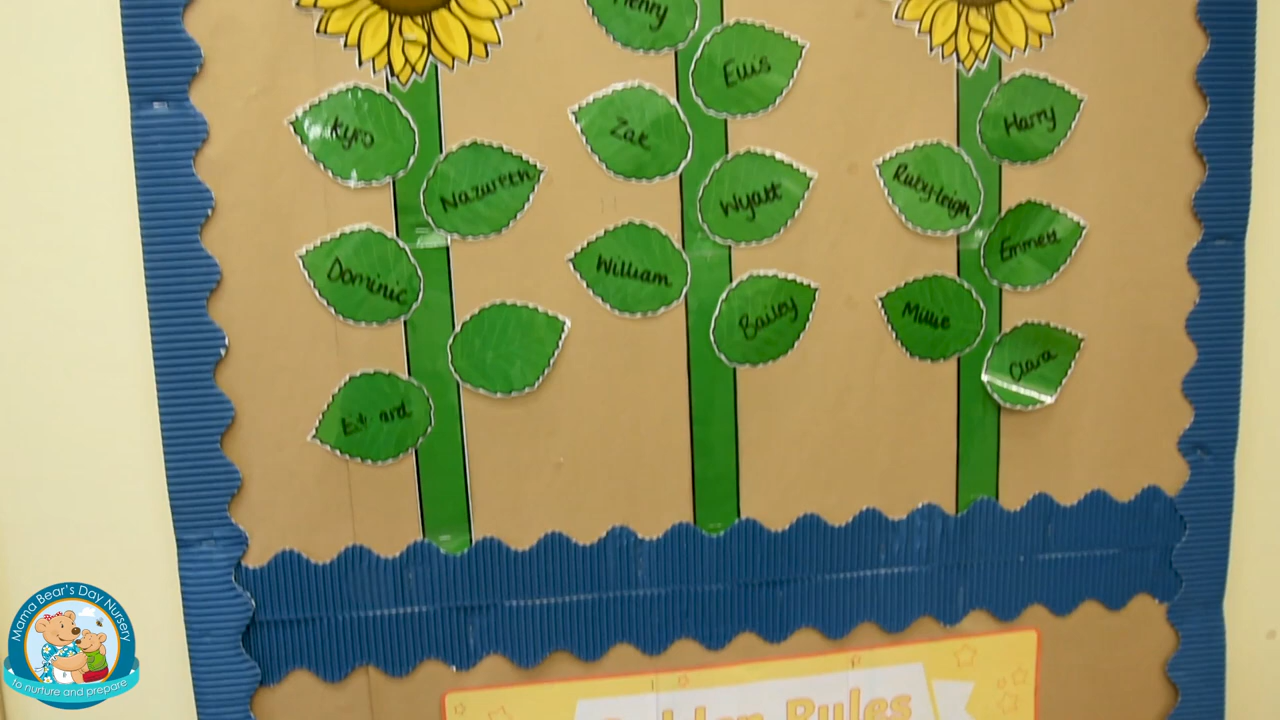 Henry
Ellis
Kyro
Zak
Harry
Nazareth
Wyatt
Ruby-leigh
Dominic
William
Emmett
Bailey
Millie
Clara
Golden Rules
Mama Bear's Day Nursery
to nurture and prepare